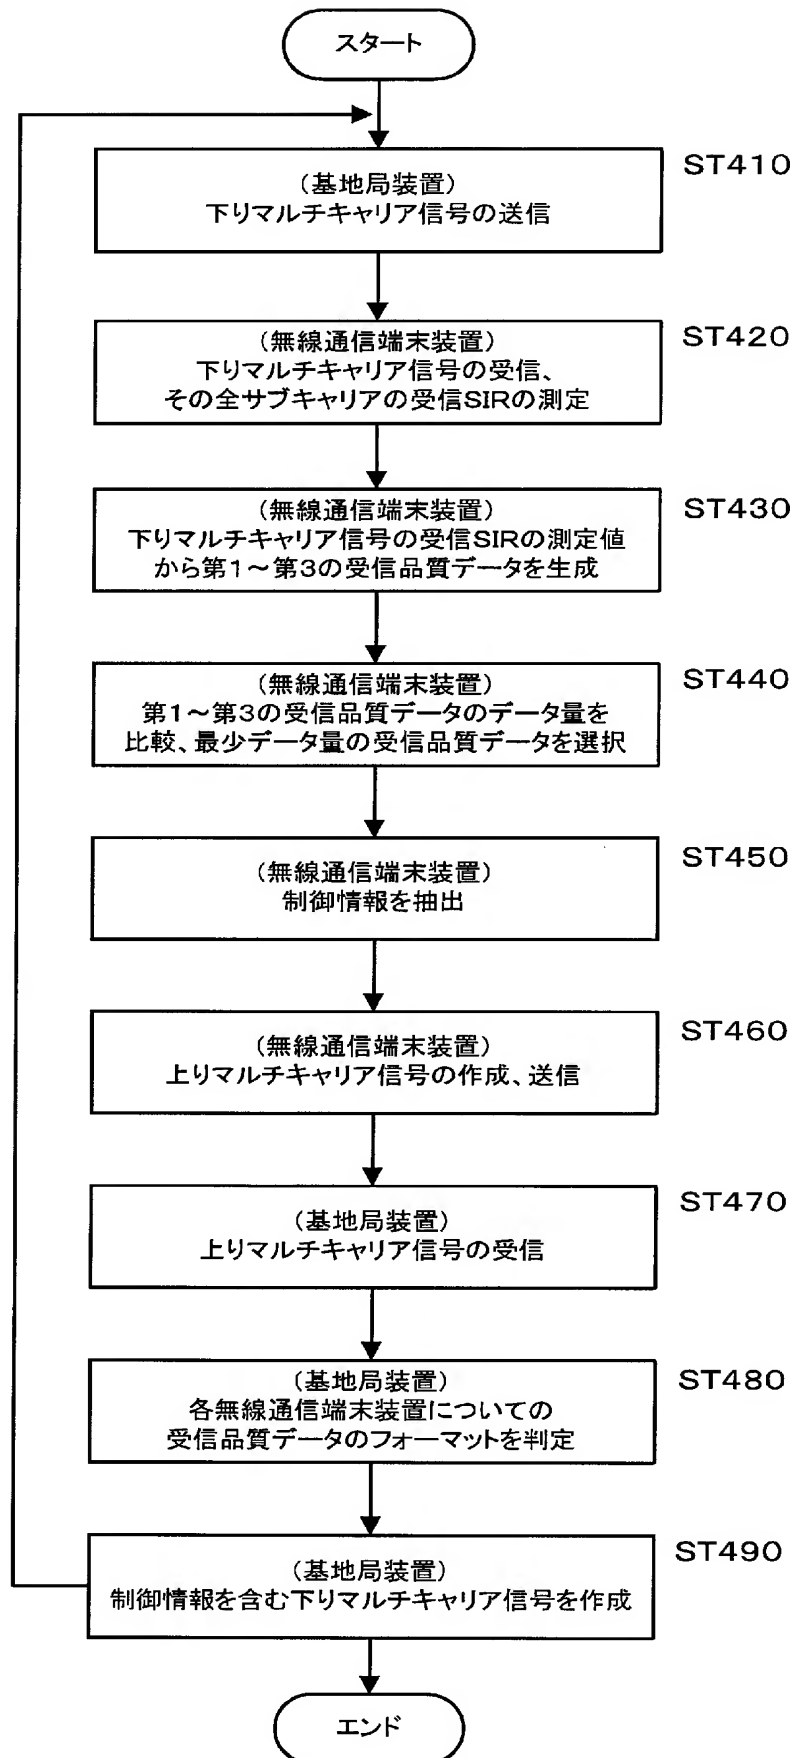 スタート
ST410
(基地局装置)
下りマルチキャリア信号の送信
ST420
(無線通信端末装置)
下りマルチキャリア信号の受信、
その全サブキャリアの受信SIRの測定
ST430
(無線通信端末装置)
下りマルチキャリア信号の受信SIRの測定値
から第1~第3の受信品質データを生成
ST440
(無線通信端末装置)
第1~第3の受信品質データのデータ量を
比較、最少データ量の受信品質データを選択
ST450
(無線通信端末装置)
制御情報を抽出
ST460
(無線通信端末装置)
上りマルチキャリア信号の作成、送信
ST470
(基地局装置)
上りマルチキャリア信号の受信
ST480
(基地局装置)
各無線通信端末装置についての
受信品質データのフォーマットを判定
ST490
(基地局装置)
制御情報を含む下りマルチキャリア信号を作成
エンド